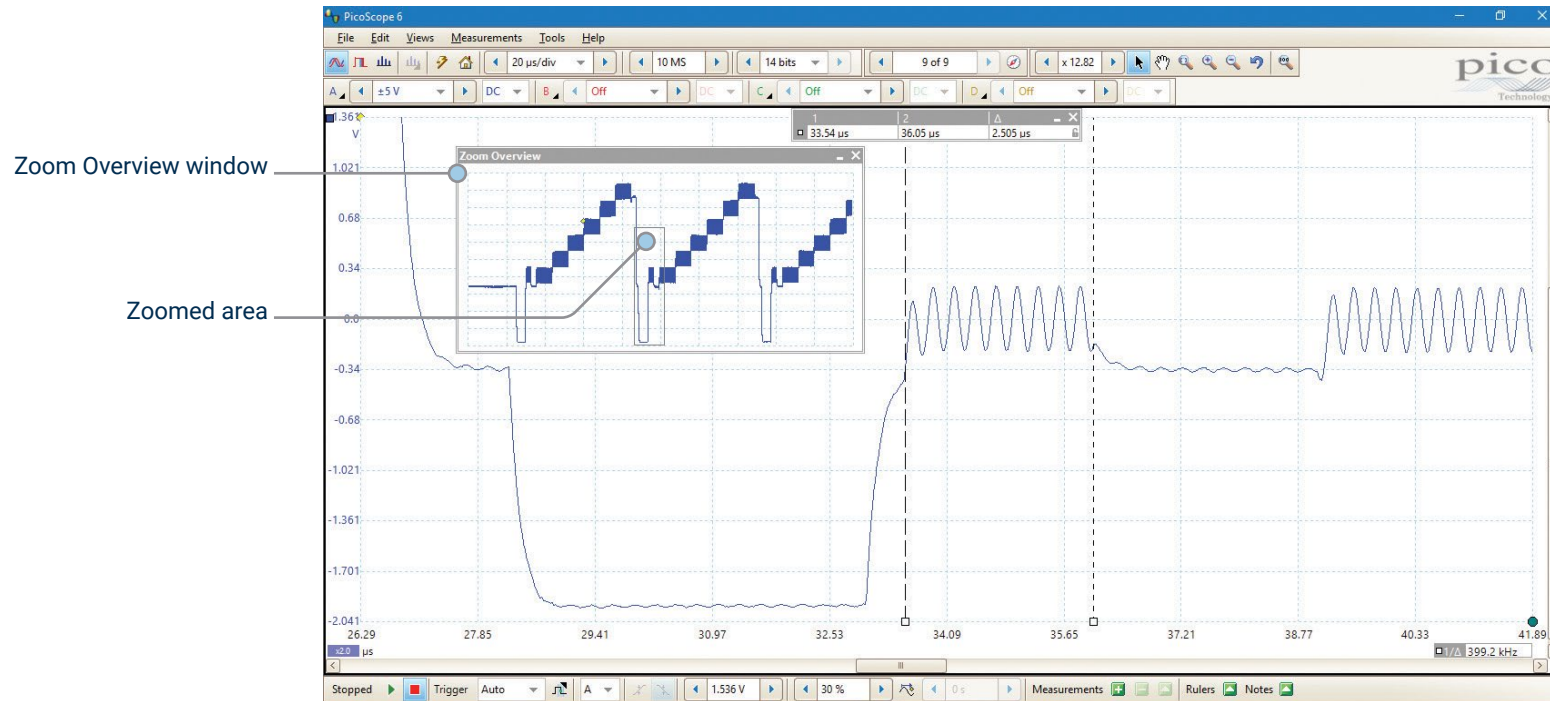 PicoScope 6
File Edit Views Measurements Tools Help
20 µs/div 10 MS 14 bits 9 of 9 x 12.82
pico
Technology
A ±5 V DC B Off DC C Off DC D Off DC
1 2 Δ
33.54 µs 36.05 µs 2.505 µs
Zoom Overview window
Zoomed area
Zoom Overview
1.361
V
1.021
0.68
0.34
0.0
-0.34
-0.68
-1.021
-1.361
-1.701
-2.041
26.29 27.85 29.41 30.97 32.53 34.09 35.65 37.21 38.77 40.33 41.89
x2.0 µs
1/Δ 399.2 kHz
Stopped Trigger Auto A 1.536 V 30 % 0 s Measurements Rulers Notes